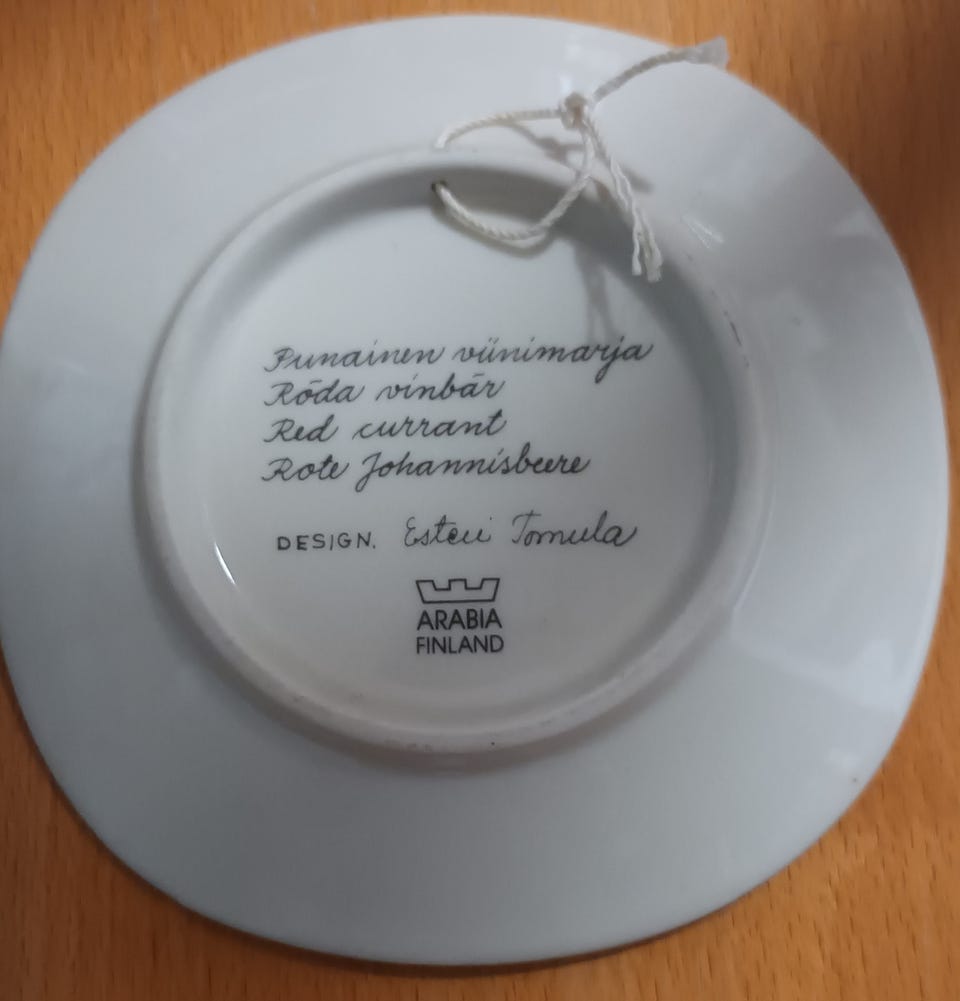 Punainen viinimarja
Röda vinbär
Red currant
Rote Johannisbeere
DESIGN. Esteri Tomula
ARABIA
FINLAND